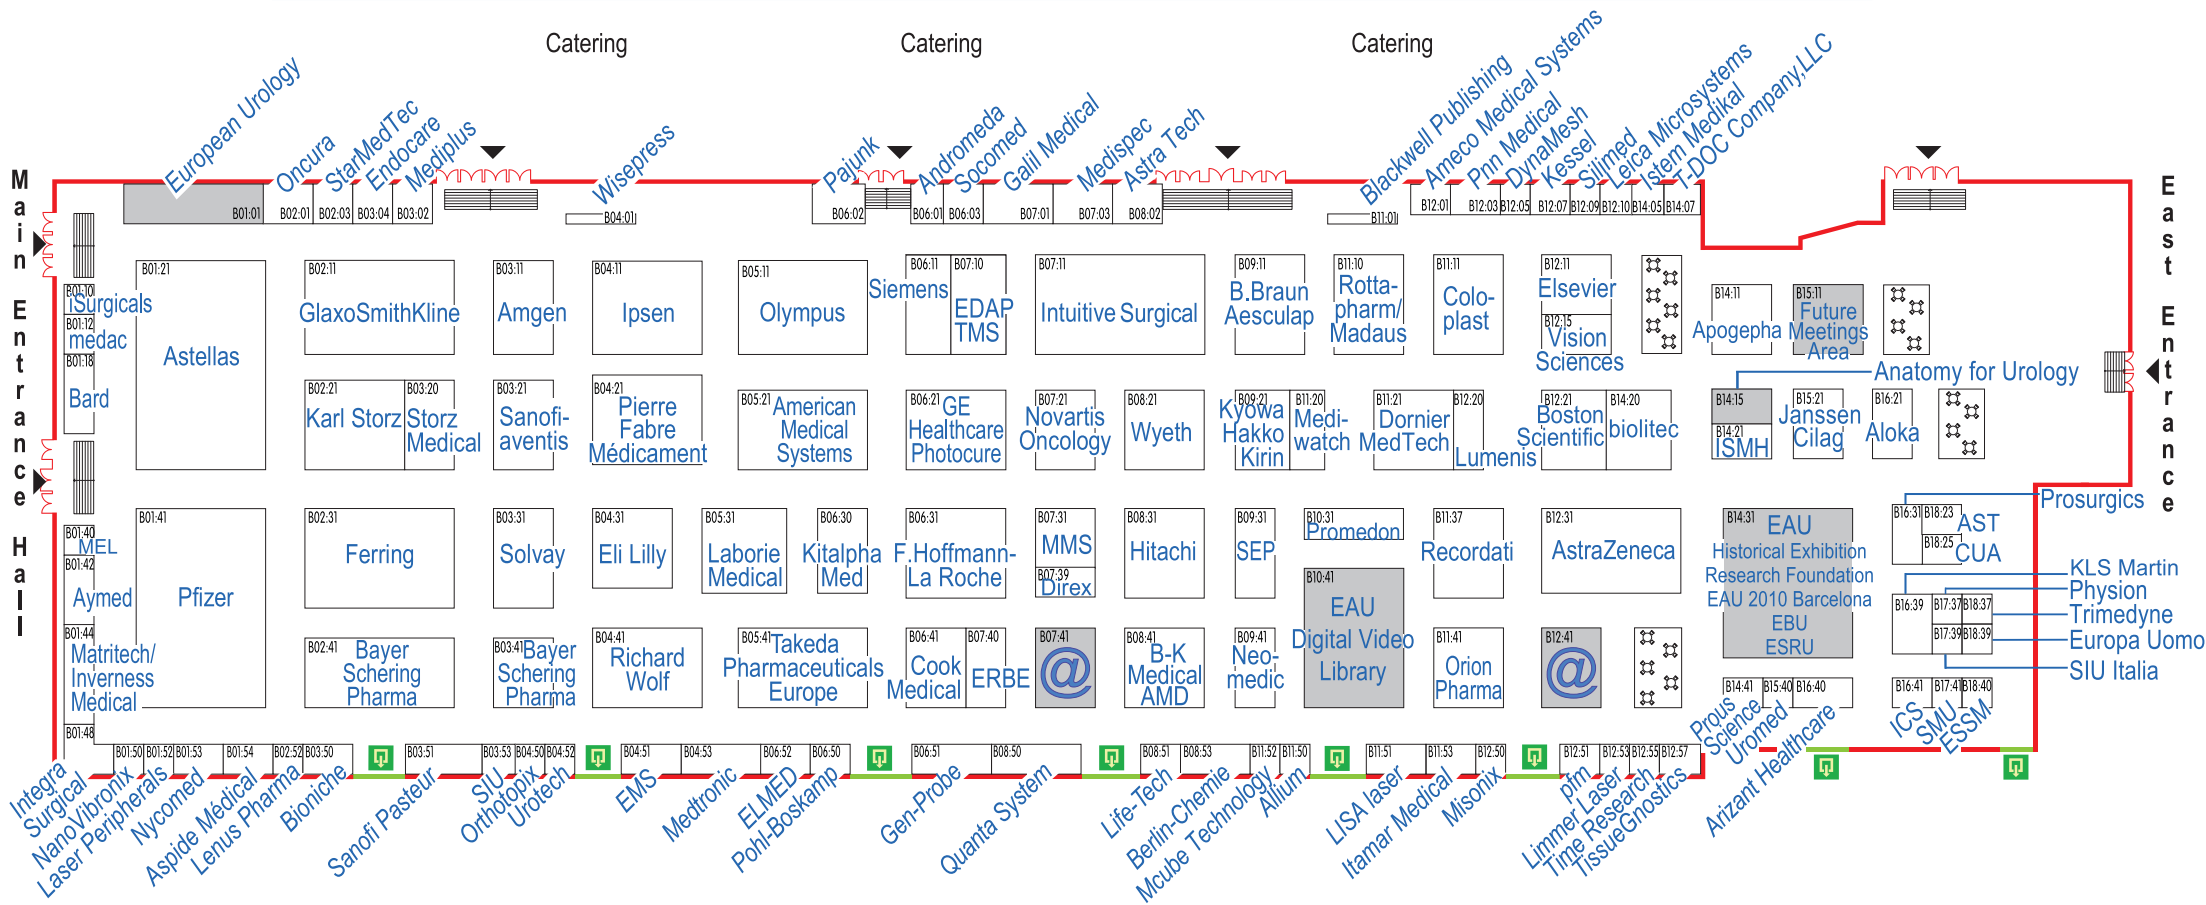 Catering
Catering
Catering
European Urology
Oncura
StarMedTec
Endocare
Mediplus
Wisepress
Pajunk
Andromeda
Socomed
Galil Medical
Medispec
Astra Tech
Blackwell Publishing
Ameco Medical Systems
Pnn Medical
DynaMesh
Kessel
Silimed
Leica Microsystems
Istem Medikal
T-DOC Company,LLC
Main Entrance Hall
East Entrance
B01:01
B02:01
B02:03
B03:04
B03:02
B04:01
B06:02
B06:01
B06:03
B07:01
B07:03
B08:02
B11:01
B12:01
B12:03
B12:05
B12:07
B12:09
B12:10
B14:05
B14:07
B01:10
iSurgicals
B01:12
medac
B01:18
Bard
B01:21
Astellas
B02:11
GlaxoSmithKline
B03:11
Amgen
B04:11
Ipsen
B05:11
Olympus
B06:11
Siemens
B07:10
EDAP
TMS
B07:11
Intuitive Surgical
B09:11
B.Braun
Aesculap
B11:10
Rotta-
pharm/
Madaus
B11:11
Colo-
plast
B12:11
Elsevier
B12:15
Vision
Sciences
B14:11
Apogepha
B15:11
Future
Meetings
Area
Anatomy for Urology
B02:21
Karl Storz
B03:20
Storz
Medical
B03:21
Sanofi-
aventis
B04:21
Pierre
Fabre
Médicament
B05:21
American
Medical
Systems
B06:21
GE
Healthcare
Photocure
B07:21
Novartis
Oncology
B08:21
Wyeth
B09:21
Kyowa
Hakko
Kirin
B11:20
Medi-
watch
B11:21
Dornier
MedTech
B12:20
Lumenis
B12:21
Boston
Scientific
B14:20
biolitec
B14:15
B14:21
ISMH
B15:21
Janssen
Cilag
B16:21
Aloka
B01:40
MEL
B01:42
Aymed
B01:44
Matritech/
Inverness
Medical
B01:48
B01:41
Pfizer
B02:31
Ferring
B03:31
Solvay
B04:31
Eli Lilly
B05:31
Laborie
Medical
B06:30
Kitalpha
Med
B06:31
F.Hoffmann-
La Roche
B07:31
MMS
B07:39
Direx
B08:31
Hitachi
B09:31
SEP
B10:31
Promedon
B11:37
Recordati
B12:31
AstraZeneca
B14:31
EAU
Historical Exhibition
Research Foundation
EAU 2010 Barcelona
EBU
ESRU
Prosurgics
B16:31
B18:23
AST
B18:25
CUA
KLS Martin
Physion
Trimedyne
Europa Uomo
SIU Italia
B16:39
B17:37
B18:37
B17:39
B18:39
B02:41
Bayer
Schering
Pharma
B03:41
Bayer
Schering
Pharma
B04:41
Richard
Wolf
B05:41
Takeda
Pharmaceuticals
Europe
B06:41
Cook
Medical
B07:40
ERBE
B07:41
@
B08:41
B-K
Medical
AMD
B09:41
Neo-
medic
B10:41
EAU
Digital Video
Library
B11:41
Orion
Pharma
B12:41
@
B14:41
B15:40
B16:40
B16:41
B17:41
B18:40
Prous
Science
Uromed
Arizant Healthcare
ICS
SMU
ESSM
B01:50
B01:52
B01:53
B01:54
B02:52
B03:50
B03:51
B03:53
B04:50
B04:52
B04:51
B04:53
B06:52
B06:50
B06:51
B08:50
B08:51
B08:53
B11:52
B11:50
B11:51
B11:53
B12:50
B12:51
B12:53
B12:55
B12:57
Integra
Surgical
NanoVibronix
Laser Peripherals
Nycomed
Aspide Médical
Lenus Pharma
Bioniche
Sanofi Pasteur
SIU
Orthotopix
Urotech
EMS
Medtronic
ELMED
Pohl-Boskamp
Gen-Probe
Quanta System
Life-Tech
Berlin-Chemie
Mcube Technology
Allium
LISA laser
Itamar Medical
Misonix
pfm
Limmer Laser
Time Research
TissueGnostics